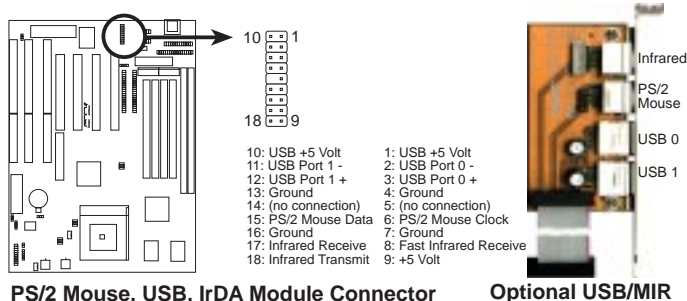 10 1
18 9
10: USB +5 Volt 1: USB +5 Volt
11: USB Port 1 - 2: USB Port 0 -
12: USB Port 1 + 3: USB Port 0 +
13: Ground 4: Ground
14: (no connection) 5: (no connection)
15: PS/2 Mouse Data 6: PS/2 Mouse Clock
16: Ground 7: Ground
17: Infrared Receive 8: Fast Infrared Receive
18: Infrared Transmit 9: +5 Volt
PS/2 Mouse, USB, IrDA Module Connector
Infrared
PS/2
Mouse
USB 0
USB 1
Optional USB/MIR